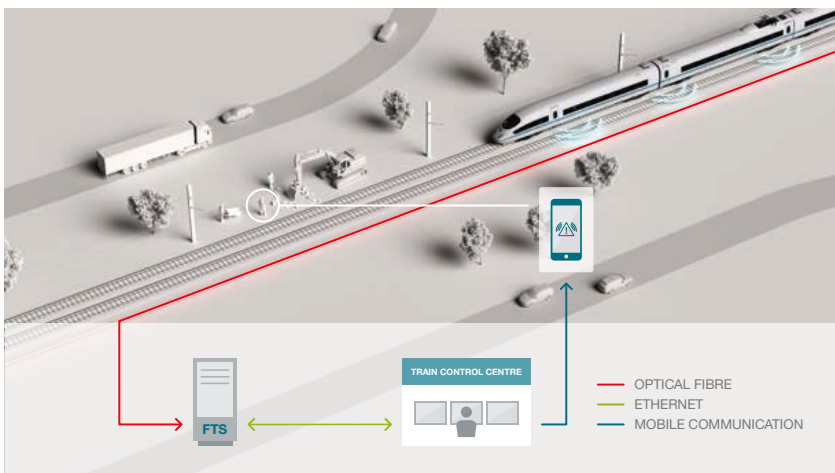 TRAIN CONTROL CENTRE
FTS
OPTICAL FIBRE
ETHERNET
MOBILE COMMUNICATION